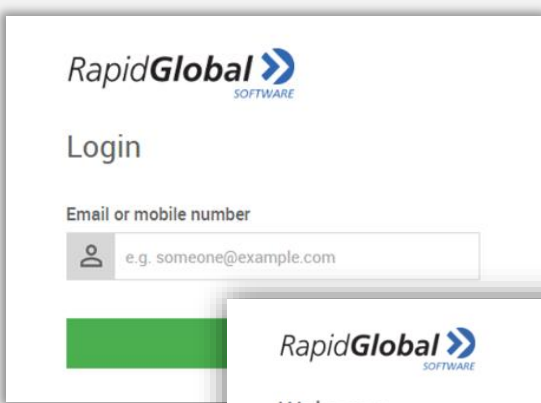 RapidGlobal
SOFTWARE
Login
Email or mobile number
e.g. someone@example.com
RapidGlobal
SOFTWARE